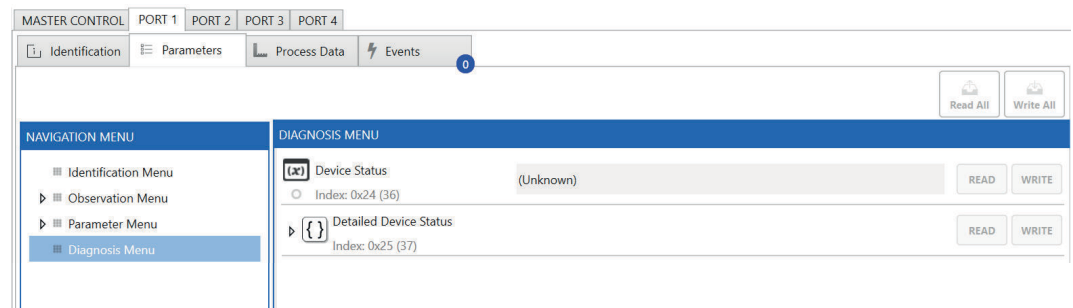 MASTER CONTROL PORT 1 PORT 2 PORT 3 PORT 4
Identification Parameters Process Data Events 0
Read All Write All
NAVIGATION MENU
Identification Menu
Observation Menu
Parameter Menu
Diagnosis Menu
DIAGNOSIS MENU
(x) Device Status (Unknown) READ WRITE
Index: 0x24 (36)
{ } Detailed Device Status READ WRITE
Index: 0x25 (37)